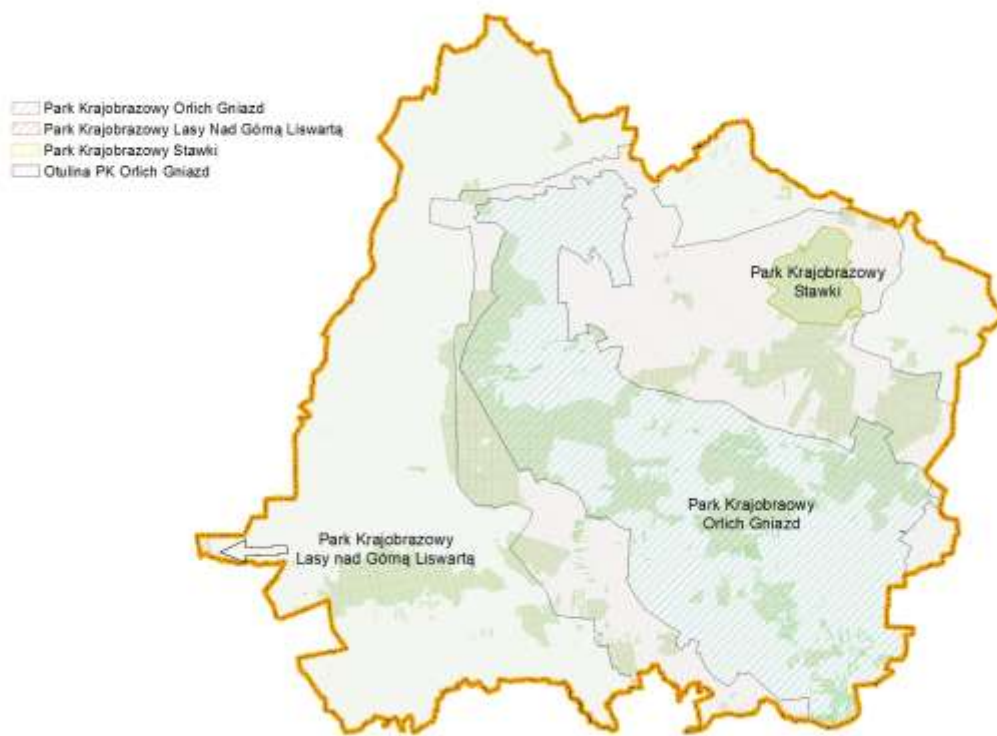 Park Krajobrazowy Orlich Gniazd
Park Krajobrazowy Lasy Nad Górną Liswartą
Park Krajobrazowy Stawki
Otulina PK Orlich Gniazd
Park Krajobrazowy
Stawki
Park Krajobraowy
Orlich Gniazd
Park Krajobrazowy
Lasy nad Górną Liswartą